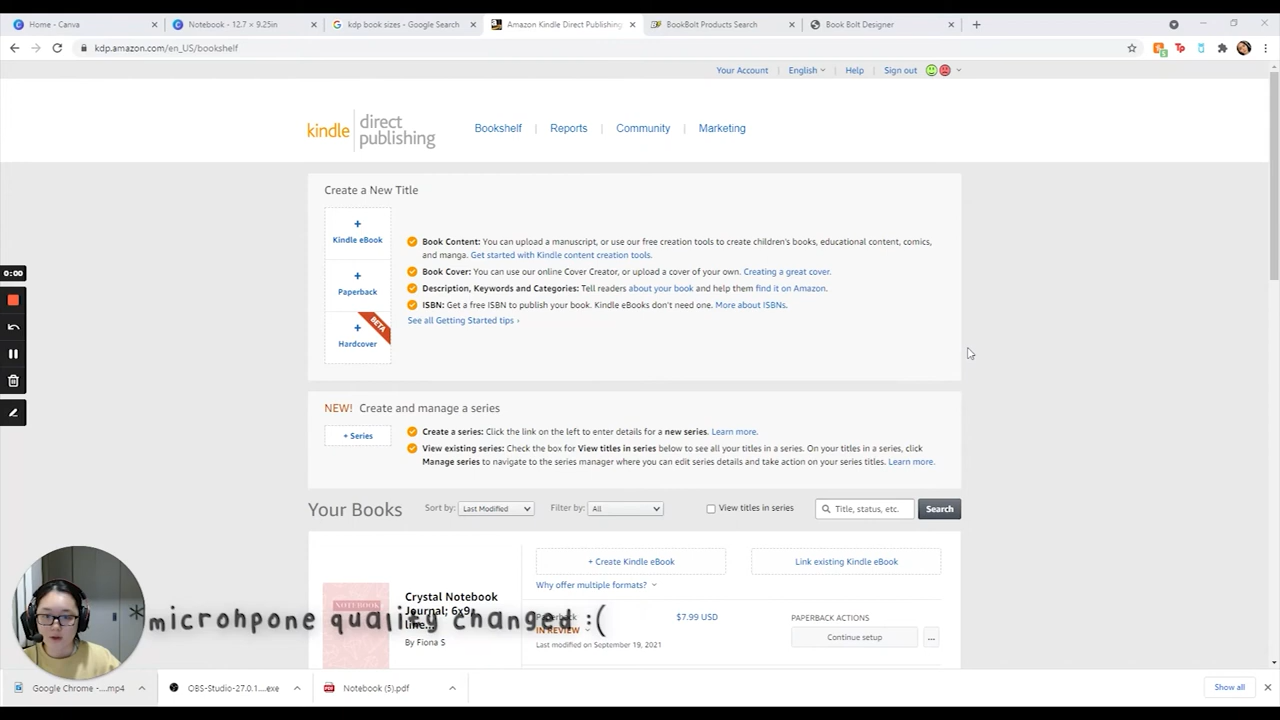 Home - Canva
Notebook - 12.7 × 9.25in
kdp book sizes - Google Search
Amazon Kindle Direct Publishing
BookBolt Products Search
Book Bolt Designer
kdp.amazon.com/en_US/bookshelf
Your Account
English
Help
Sign out
kindle direct publishing
Bookshelf
Reports
Community
Marketing
Create a New Title
+ Kindle eBook
+ Paperback
+ Hardcover
BETA
Book Content: You can upload a manuscript, or use our free creation tools to create children's books, educational content, comics,
and manga. Get started with Kindle content creation tools.
Book Cover: You can use our online Cover Creator, or upload a cover of your own. Creating a great cover.
Description, Keywords and Categories: Tell readers about your book and help them find it on Amazon.
ISBN: Get a free ISBN to publish your book. Kindle eBooks don't need one. More about ISBNs.
See all Getting Started tips ›
0:00
NEW! Create and manage a series
+ Series
Create a series: Click the link on the left to enter details for a new series. Learn more.
View existing series: Check the box for View titles in series below to see all your titles in a series. On your titles in a series, click
Manage series to navigate to the series manager where you can edit series details and take action on your series titles. Learn more.
Your Books
Sort by: Last Modified
Filter by: All
View titles in series
Title, status, etc.
Search
+ Create Kindle eBook
Link existing Kindle eBook
Why offer multiple formats?
NOTEBOOK
Crystal Notebook
Journal; 6x9
line...
By Fiona S
Paperback
IN REVIEW
Last modified on September 19, 2021
$7.99 USD
PAPERBACK ACTIONS
Continue setup
...
*microhpone quality changed :(
Google Chrome -....mp4
OBS-Studio-27.0.1....exe
Notebook (5).pdf
Show all